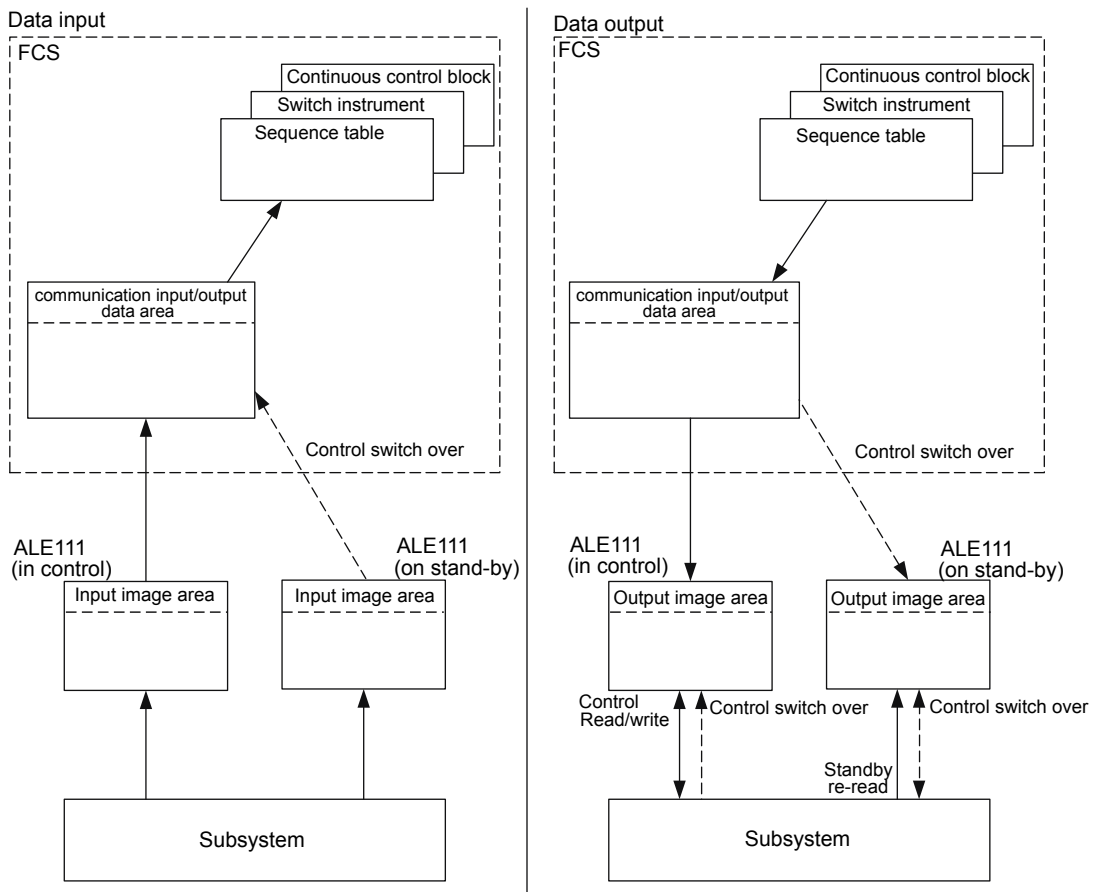 Data input
FCS
Continuous control block
Switch instrument
Sequence table
communication input/output
data area
Control switch over
ALE111
(in control)
ALE111
(on stand-by)
Input image area
Input image area
Subsystem
Data output
FCS
Continuous control block
Switch instrument
Sequence table
communication input/output
data area
Control switch over
ALE111
(in control)
ALE111
(on stand-by)
Output image area
Output image area
Control
Read/write
Control switch over
Control switch over
Standby
re-read
Subsystem